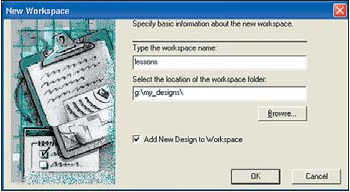 New Workspace
Specify basic information about the new workspace.
Type the workspace name:
lessons
Select the location of the workspace folder:
g:\my_designs\
Browse...
Add New Design to Workspace
OK
Cancel